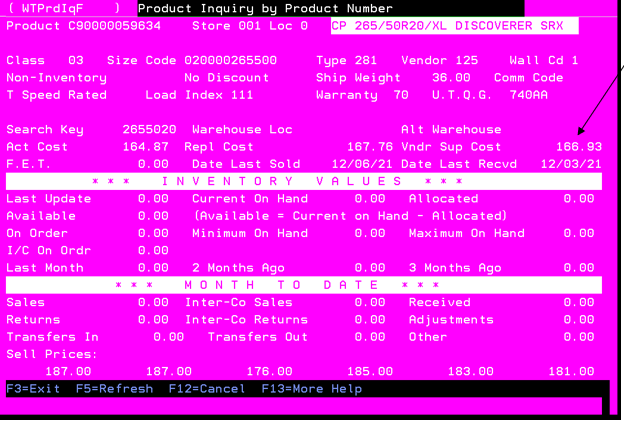 ( WTPrdIqF    )  Product Inquiry by Product Number
Product C90000059634    Store 001 Loc 0   CP 265/50R20/XL DISCOVERER SRX
Class   03   Size Code 020000265500     Type 281   Vendor 125    Wall Cd 1
Non-Inventory          No Discount      Ship Weight    36.00   Comm Code
T Speed Rated     Load Index 111        Warranty  70   U.T.Q.G.  740AA
Search Key     2655020  Warehouse Loc              Alt Warehouse
Act Cost        164.87  Repl Cost           167.76 Vndr Sup Cost       166.93
F.E.T.            0.00   Date Last Sold   12/06/21 Date Last Recvd   12/03/21
* * *   I N V E N T O R Y   V A L U E S   * * *
Last Update       0.00   Current On Hand      0.00   Allocated           0.00
Available         0.00   (Available = Current on Hand - Allocated)
On Order          0.00   Minimum On Hand      0.00   Maximum On Hand     0.00
I/C On Ordr       0.00
Last Month        0.00   2 Months Ago         0.00   3 Months Ago        0.00
* * *   M O N T H   T O   D A T E   * * *
Sales             0.00  Inter-Co Sales        0.00   Received            0.00
Returns           0.00  Inter-Co Returns      0.00   Adjustments         0.00
Transfers In        0.00   Transfers Out      0.00   Other               0.00
Sell Prices:
187.00       187.00         176.00         185.00         183.00         181.00
F3=Exit  F5=Refresh  F12=Cancel  F13=More Help